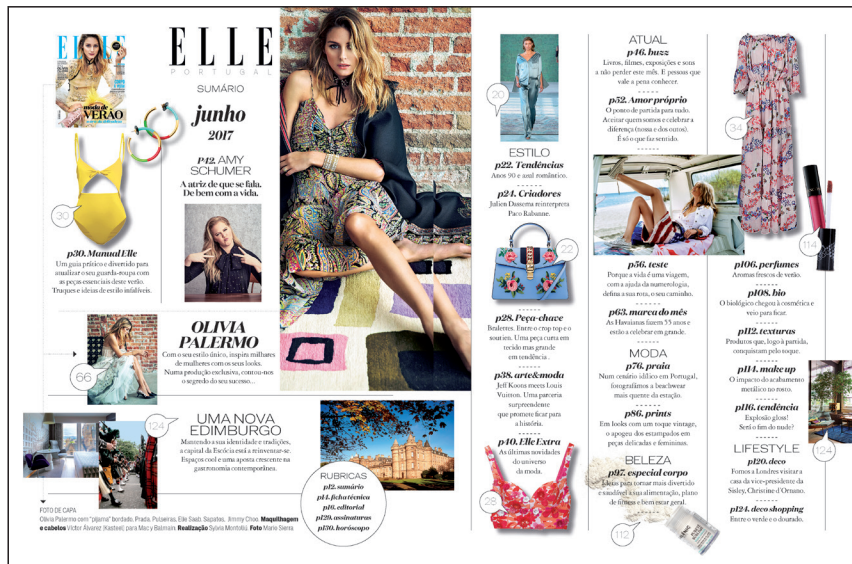 ELLE
moda de
VERÃO
ELLE
PORTUGAL
SUMÁRIO
junho
2017
p42. AMY
SCHUMER
A atriz de que se fala.
De bem com a vida.
30
p30. Manual Elle
Um guia prático e divertido para
atualizar o seu guarda-roupa com
as peças essenciais deste verão.
Truques e ideias de estilo infalíveis.
66
OLIVIA
PALERMO
Com o seu estilo único, inspira milhares
de mulheres com os seus looks.
Numa produção exclusiva, contou-nos
o segredo do seu sucesso...
124
UMA NOVA
EDIMBURGO
Mantendo a sua identidade e tradições,
a capital da Escócia está a reinventar-se.
Espaços cool e uma aposta crescente na
gastronomia contemporânea.
FOTO DE CAPA
Olivia Palermo com "pijama" bordado, Prada. Pulseiras, Elie Saab. Sapatos, Jimmy Choo. Maquilhagem
e cabelos Víctor Álvarez (Kasteel) para Mac y Balmain. Realização Sylvia Montoliú. Foto Mario Sierra
RUBRICAS
p12. sumário
p14. ficha técnica
p16. editorial
p129. assinaturas
p130. horóscopo
20
ESTILO
p22. Tendências
Anos 90 e azul romântico.
p24. Criadores
Julien Dossena reinterpreta
Paco Rabanne.
22
p28. Peça-chave
Bralettes. Entre o crop top e o
soutien. Uma peça curta em
tecido mas grande
em tendência.
p38. arte&moda
Jeff Koons meets Louis
Vuitton. Uma parceria
surpreendente
que promete ficar para
a história.
p40. Elle Extra
As últimas novidades
do universo
da moda.
28
ATUAL
p46. buzz
Livros, filmes, exposições e sons
a não perder este mês. E pessoas que
vale a pena conhecer.
p52. Amor próprio
O ponto de partida para tudo.
Aceitar quem somos e celebrar a
diferença (nossa e dos outos).
É só o que faz sentido.
p56. teste
Porque a vida é uma viagem,
com a ajuda da numerologia,
defina a sua rota, o seu caminho.
p63. marca do mês
As Havaianas fazem 55 anos e
estão a celebrar em grande.
MODA
p76. praia
Num cenário idílico em Portugal,
fotografámos a beachwear
mais quente da estação.
p86. prints
Em looks com um toque vintage,
o apogeu dos estampados em
peças delicadas e femininas.
BELEZA
p97. especial corpo
Ideias para tornar mais divertido
e saudável a sua alimentação, plano
de fitness e bem estar geral.
112
34
114
p106. perfumes
Aromas frescos de verão.
p108. bio
O biológico chegou à cosmética e
veio para ficar.
p112. texturas
Produtos que, logo à partida,
conquistam pelo toque.
p114. make up
O impacto do acabamento
metálico no rosto.
p116. tendência
Explosão gloss!
Será o fim do nude?
LIFESTYLE
p120. deco
Fomos a Londres visitar a
casa da vice-presidente da
Sisley, Christine d'Ornano.
p124. deco shopping
Entre o verde e o dourado.
124